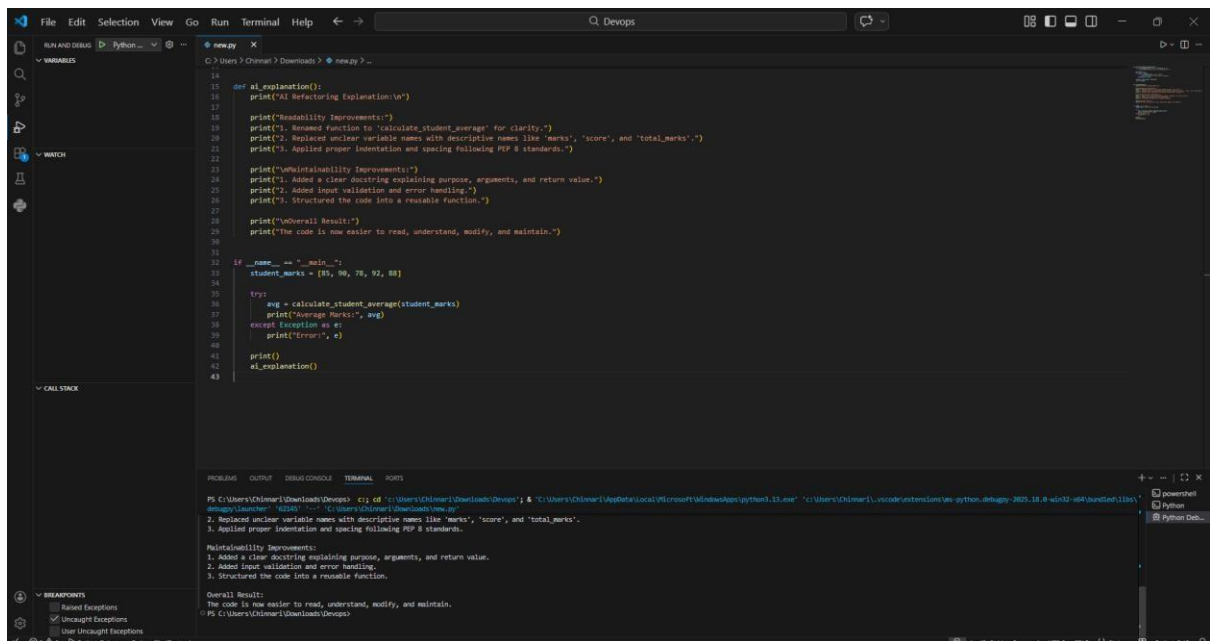 File Edit Selection View Go Run Terminal Help
Devops
RUN AND DEBUG Python ...
VARIABLES
WATCH
CALL STACK
BREAKPOINTS
Raised Exceptions
Uncaught Exceptions
User Uncaught Exceptions
new.py
C: > Users > Chinnari > Downloads > new.py > ...
14
15 def ai_explanation():
16 print("AI Refactoring Explanation:\n")
17
18 print("Readability Improvements:")
19 print("1. Renamed function to 'calculate_student_average' for clarity.")
20 print("2. Replaced unclear variable names with descriptive names like 'marks', 'score', and 'total_marks'.")
21 print("3. Applied proper indentation and spacing following PEP 8 standards.")
22
23 print("\nMaintainability Improvements:")
24 print("1. Added a clear docstring explaining purpose, arguments, and return value.")
25 print("2. Added input validation and error handling.")
26 print("3. Structured the code into a reusable function.")
27
28 print("\nOverall Result:")
29 print("The code is now easier to read, understand, modify, and maintain.")
30
31
32 if __name__ == "__main__":
33 student_marks = [85, 90, 78, 92, 88]
34
35 try:
36 avg = calculate_student_average(student_marks)
37 print("Average Marks:", avg)
38 except Exception as e:
39 print("Error:", e)
40
41 print()
42 ai_explanation()
43
PROBLEMS OUTPUT DEBUG CONSOLE TERMINAL PORTS
PS C:\Users\Chinnari\Downloads\Devops> c:; cd 'c:\Users\Chinnari\Downloads\Devops'; & 'C:\Users\Chinnari\AppData\Local\Microsoft\WindowsApps\python3.13.exe' 'c:\Users\Chinnari\.vscode\extensions\ms-python.debugpy-2025.18.0-win32-x64\bundled\libs\
debugpy\launcher' '62145' '--' 'C:\Users\Chinnari\Downloads\new.py'
2. Replaced unclear variable names with descriptive names like 'marks', 'score', and 'total_marks'.
3. Applied proper indentation and spacing following PEP 8 standards.
Maintainability Improvements:
1. Added a clear docstring explaining purpose, arguments, and return value.
2. Added input validation and error handling.
3. Structured the code into a reusable function.
Overall Result:
The code is now easier to read, understand, modify, and maintain.
PS C:\Users\Chinnari\Downloads\Devops>
powershell
Python
Python Deb...